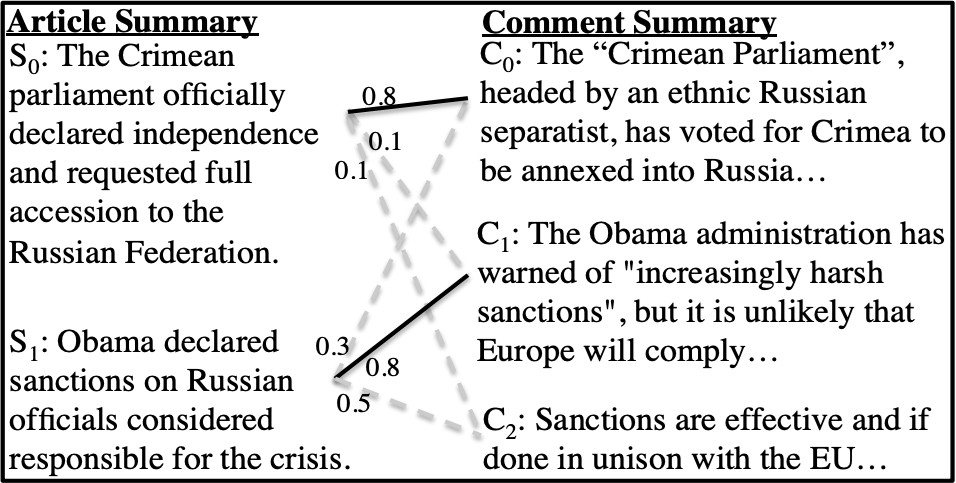 Article Summary
S0: The Crimean
parliament officially
declared independence
and requested full
accession to the
Russian Federation.
S1: Obama declared
sanctions on Russian
officials considered
responsible for the crisis.
0.8
0.1
0.1
0.3
0.8
0.5
Comment Summary
C0: The “Crimean Parliament”,
headed by an ethnic Russian
separatist, has voted for Crimea to
be annexed into Russia…
C1: The Obama administration has
warned of "increasingly harsh
sanctions", but it is unlikely that
Europe will comply…
C2: Sanctions are effective and if
done in unison with the EU…